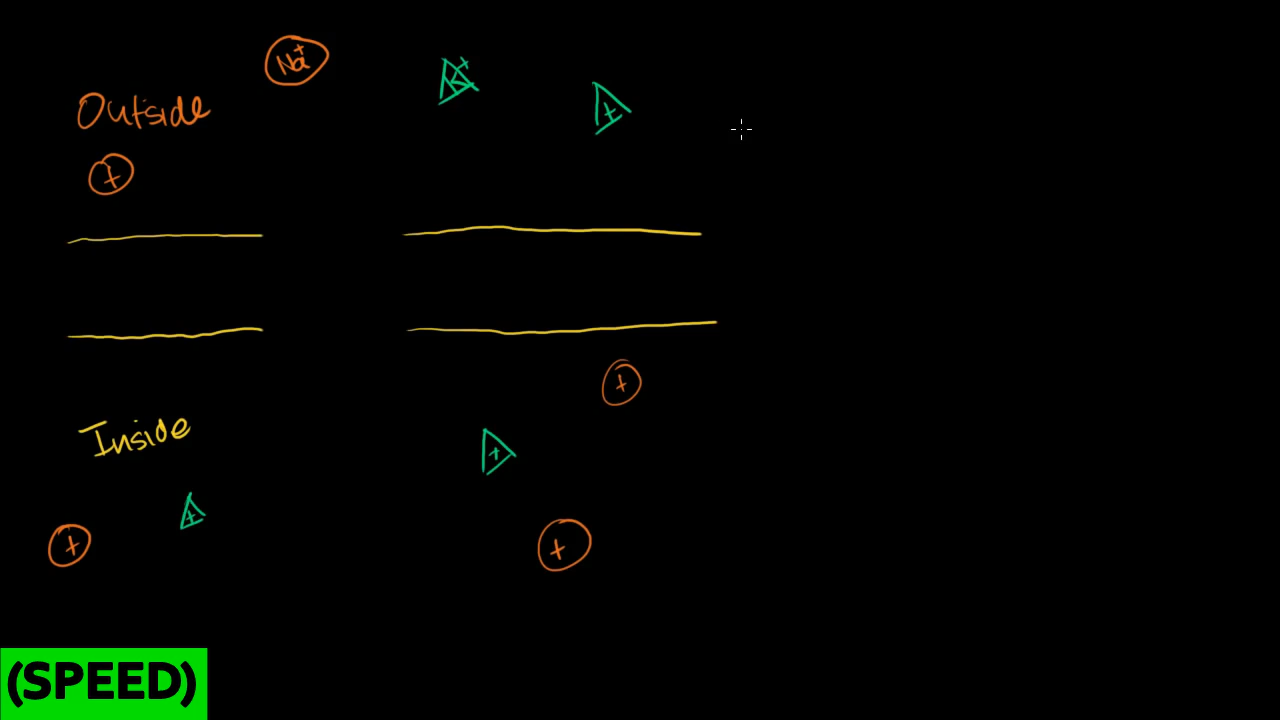 Na+
K+
Outside
+
+
+
Inside
+
+
+
+
(SPEED)